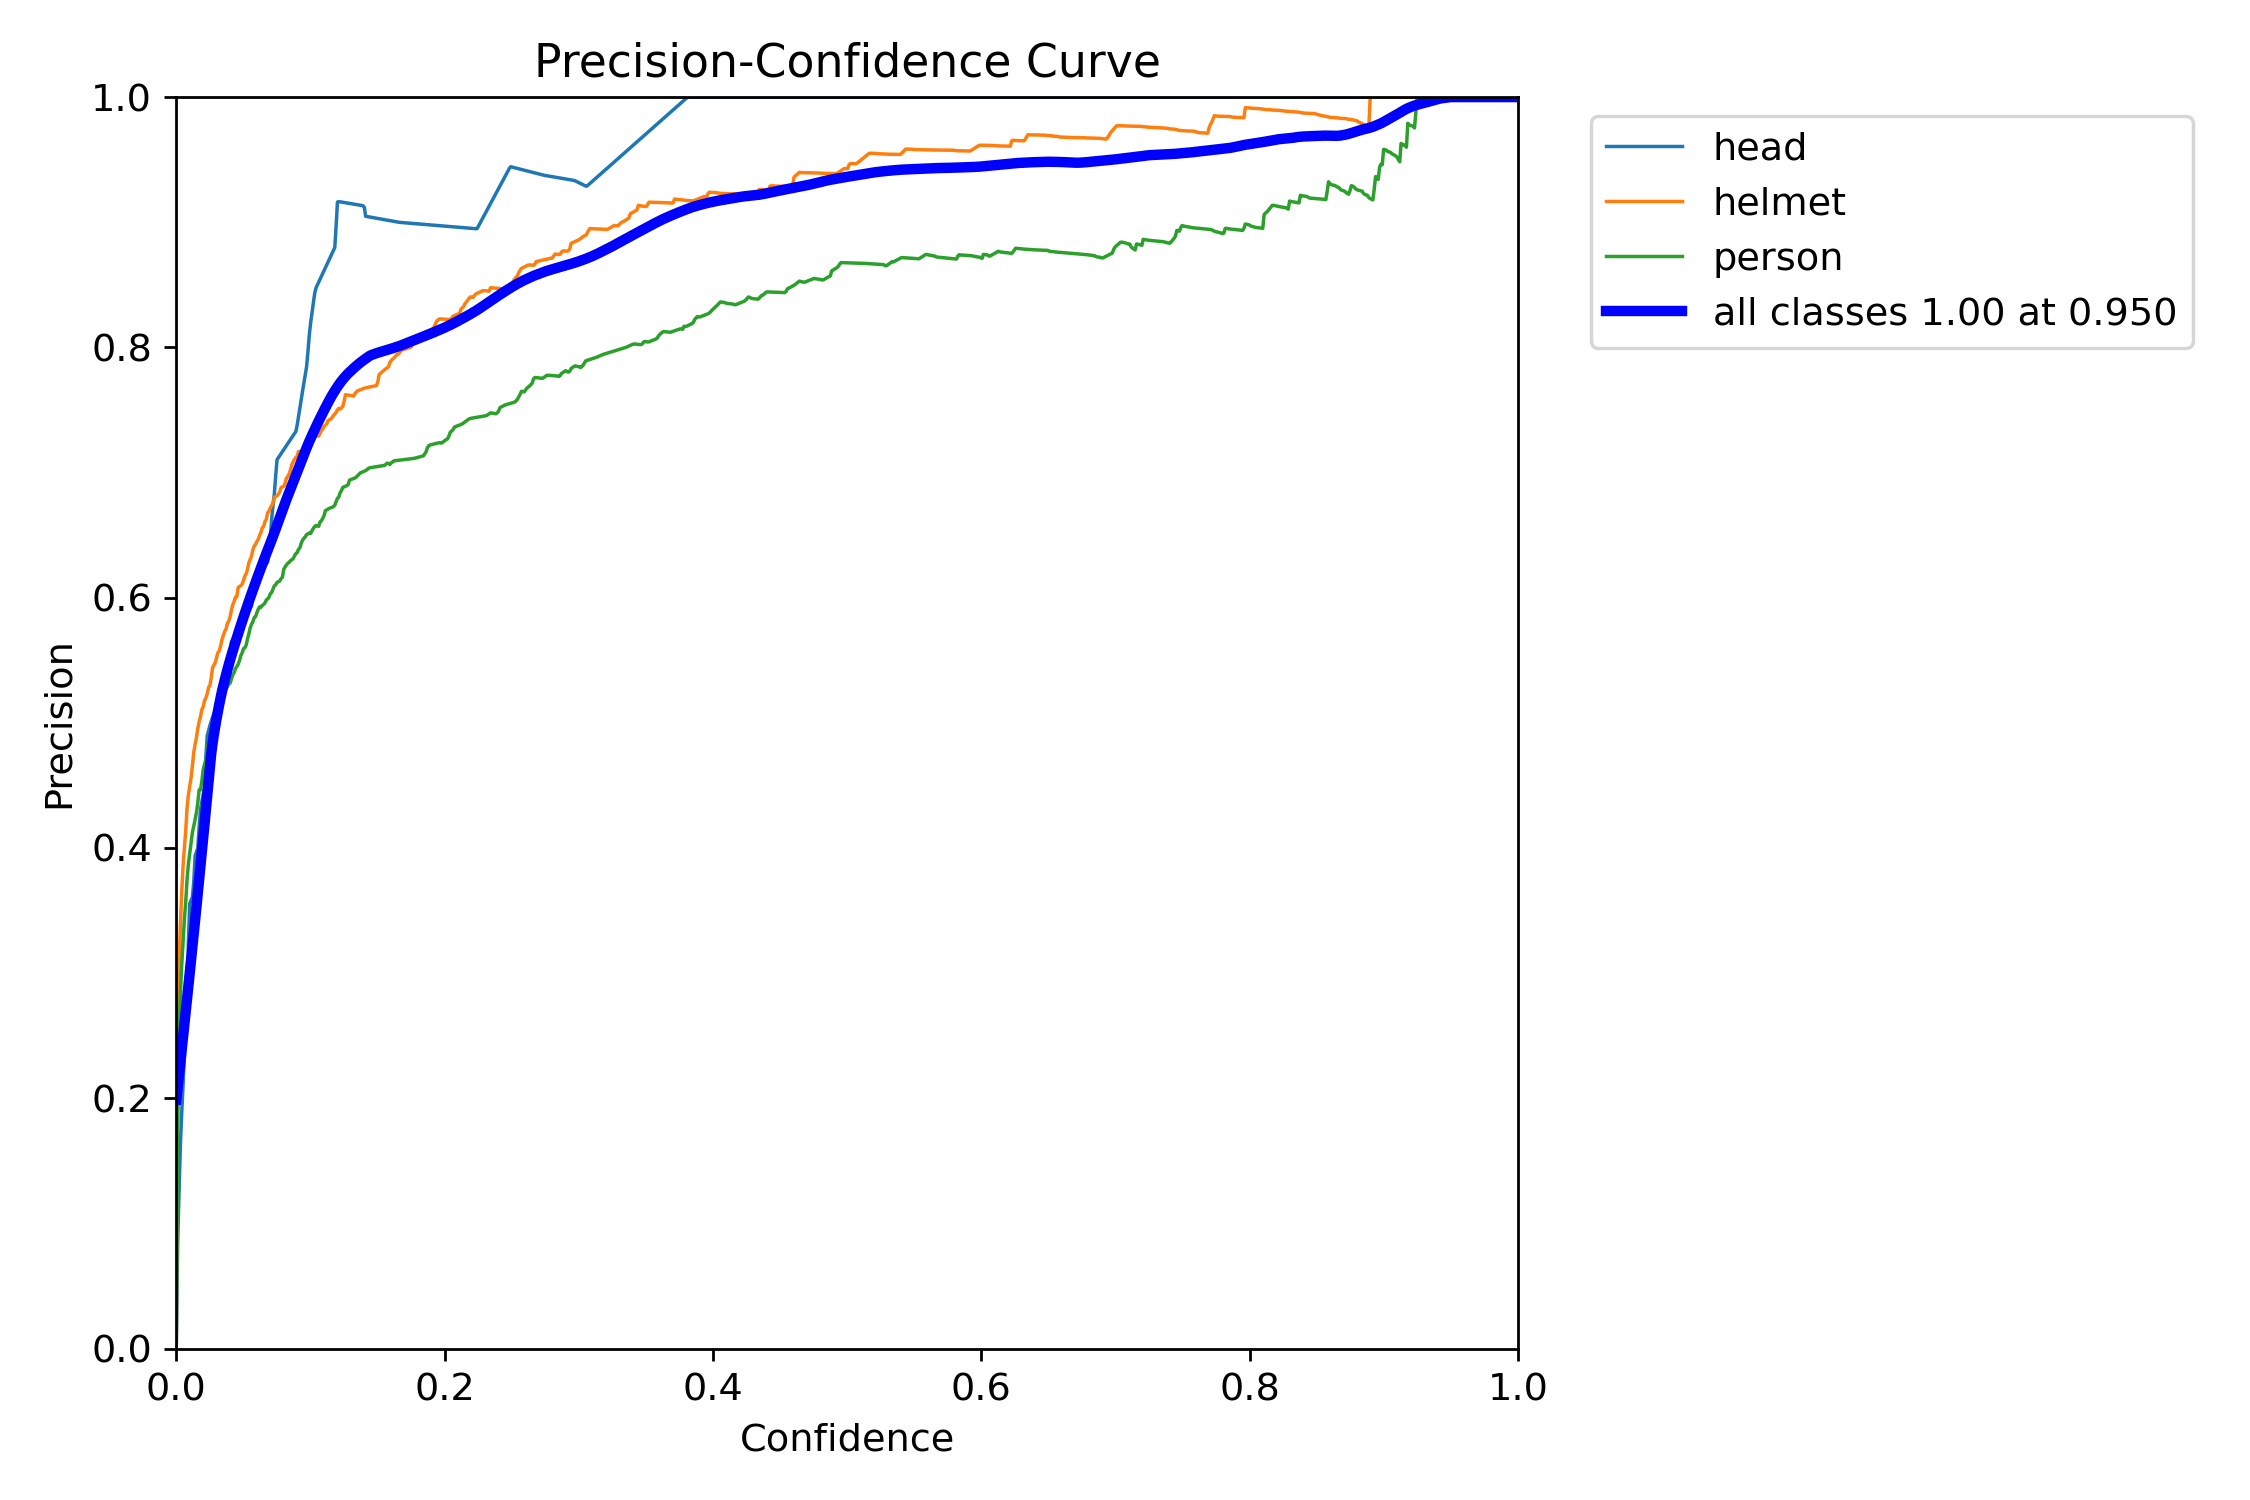 Precision-Confidence Curve
1.0
0.8
0.6
0.4
0.2
0.0
Precision
0.0 0.2 0.4 0.6 0.8 1.0
Confidence
head
helmet
person
all classes 1.00 at 0.950